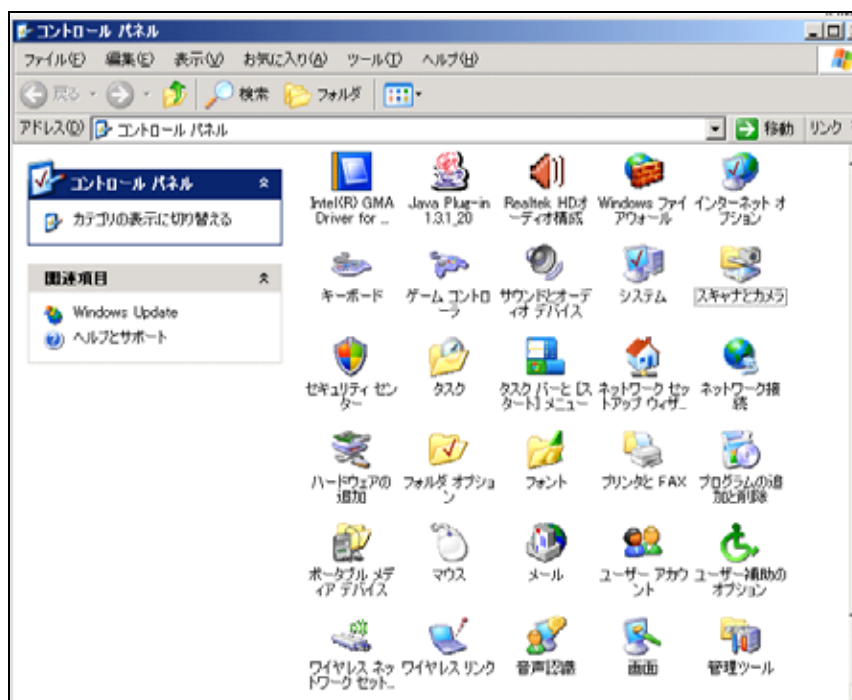 コントロール パネル
ファイル(F) 編集(E) 表示(V) お気に入り(A) ツール(T) ヘルプ(H)
戻る 検索 フォルダ
アドレス(D) コントロール パネル 移動 リンク
コントロール パネル
カテゴリの表示に切り替える
関連項目
Windows Update
ヘルプとサポート
Intel(R) GMA
Driver for ...
Java Plug-in
1.3.1_20
Realtek HDオ
ーディオ構成
Windows ファイ
アウォール
インターネット オ
プション
キーボード
ゲーム コントロ
ーラ
サウンドとオーデ
ィオ デバイス
システム
スキャナとカメラ
セキュリティ セン
ター
タスク
タスク バーと [ス
タート] メニュー
ネットワーク セッ
トアップ ウィザ...
ネットワーク接
続
ハードウェアの
追加
フォルダ オプショ
ン
フォント
プリンタと FAX
プログラムの追
加と削除
ポータブル メデ
ィア デバイス
マウス
メール
ユーザー アカウ
ント
ユーザー補助の
オプション
ワイヤレス ネッ
トワーク セット...
ワイヤレス リンク
音声認識
画面
管理ツール